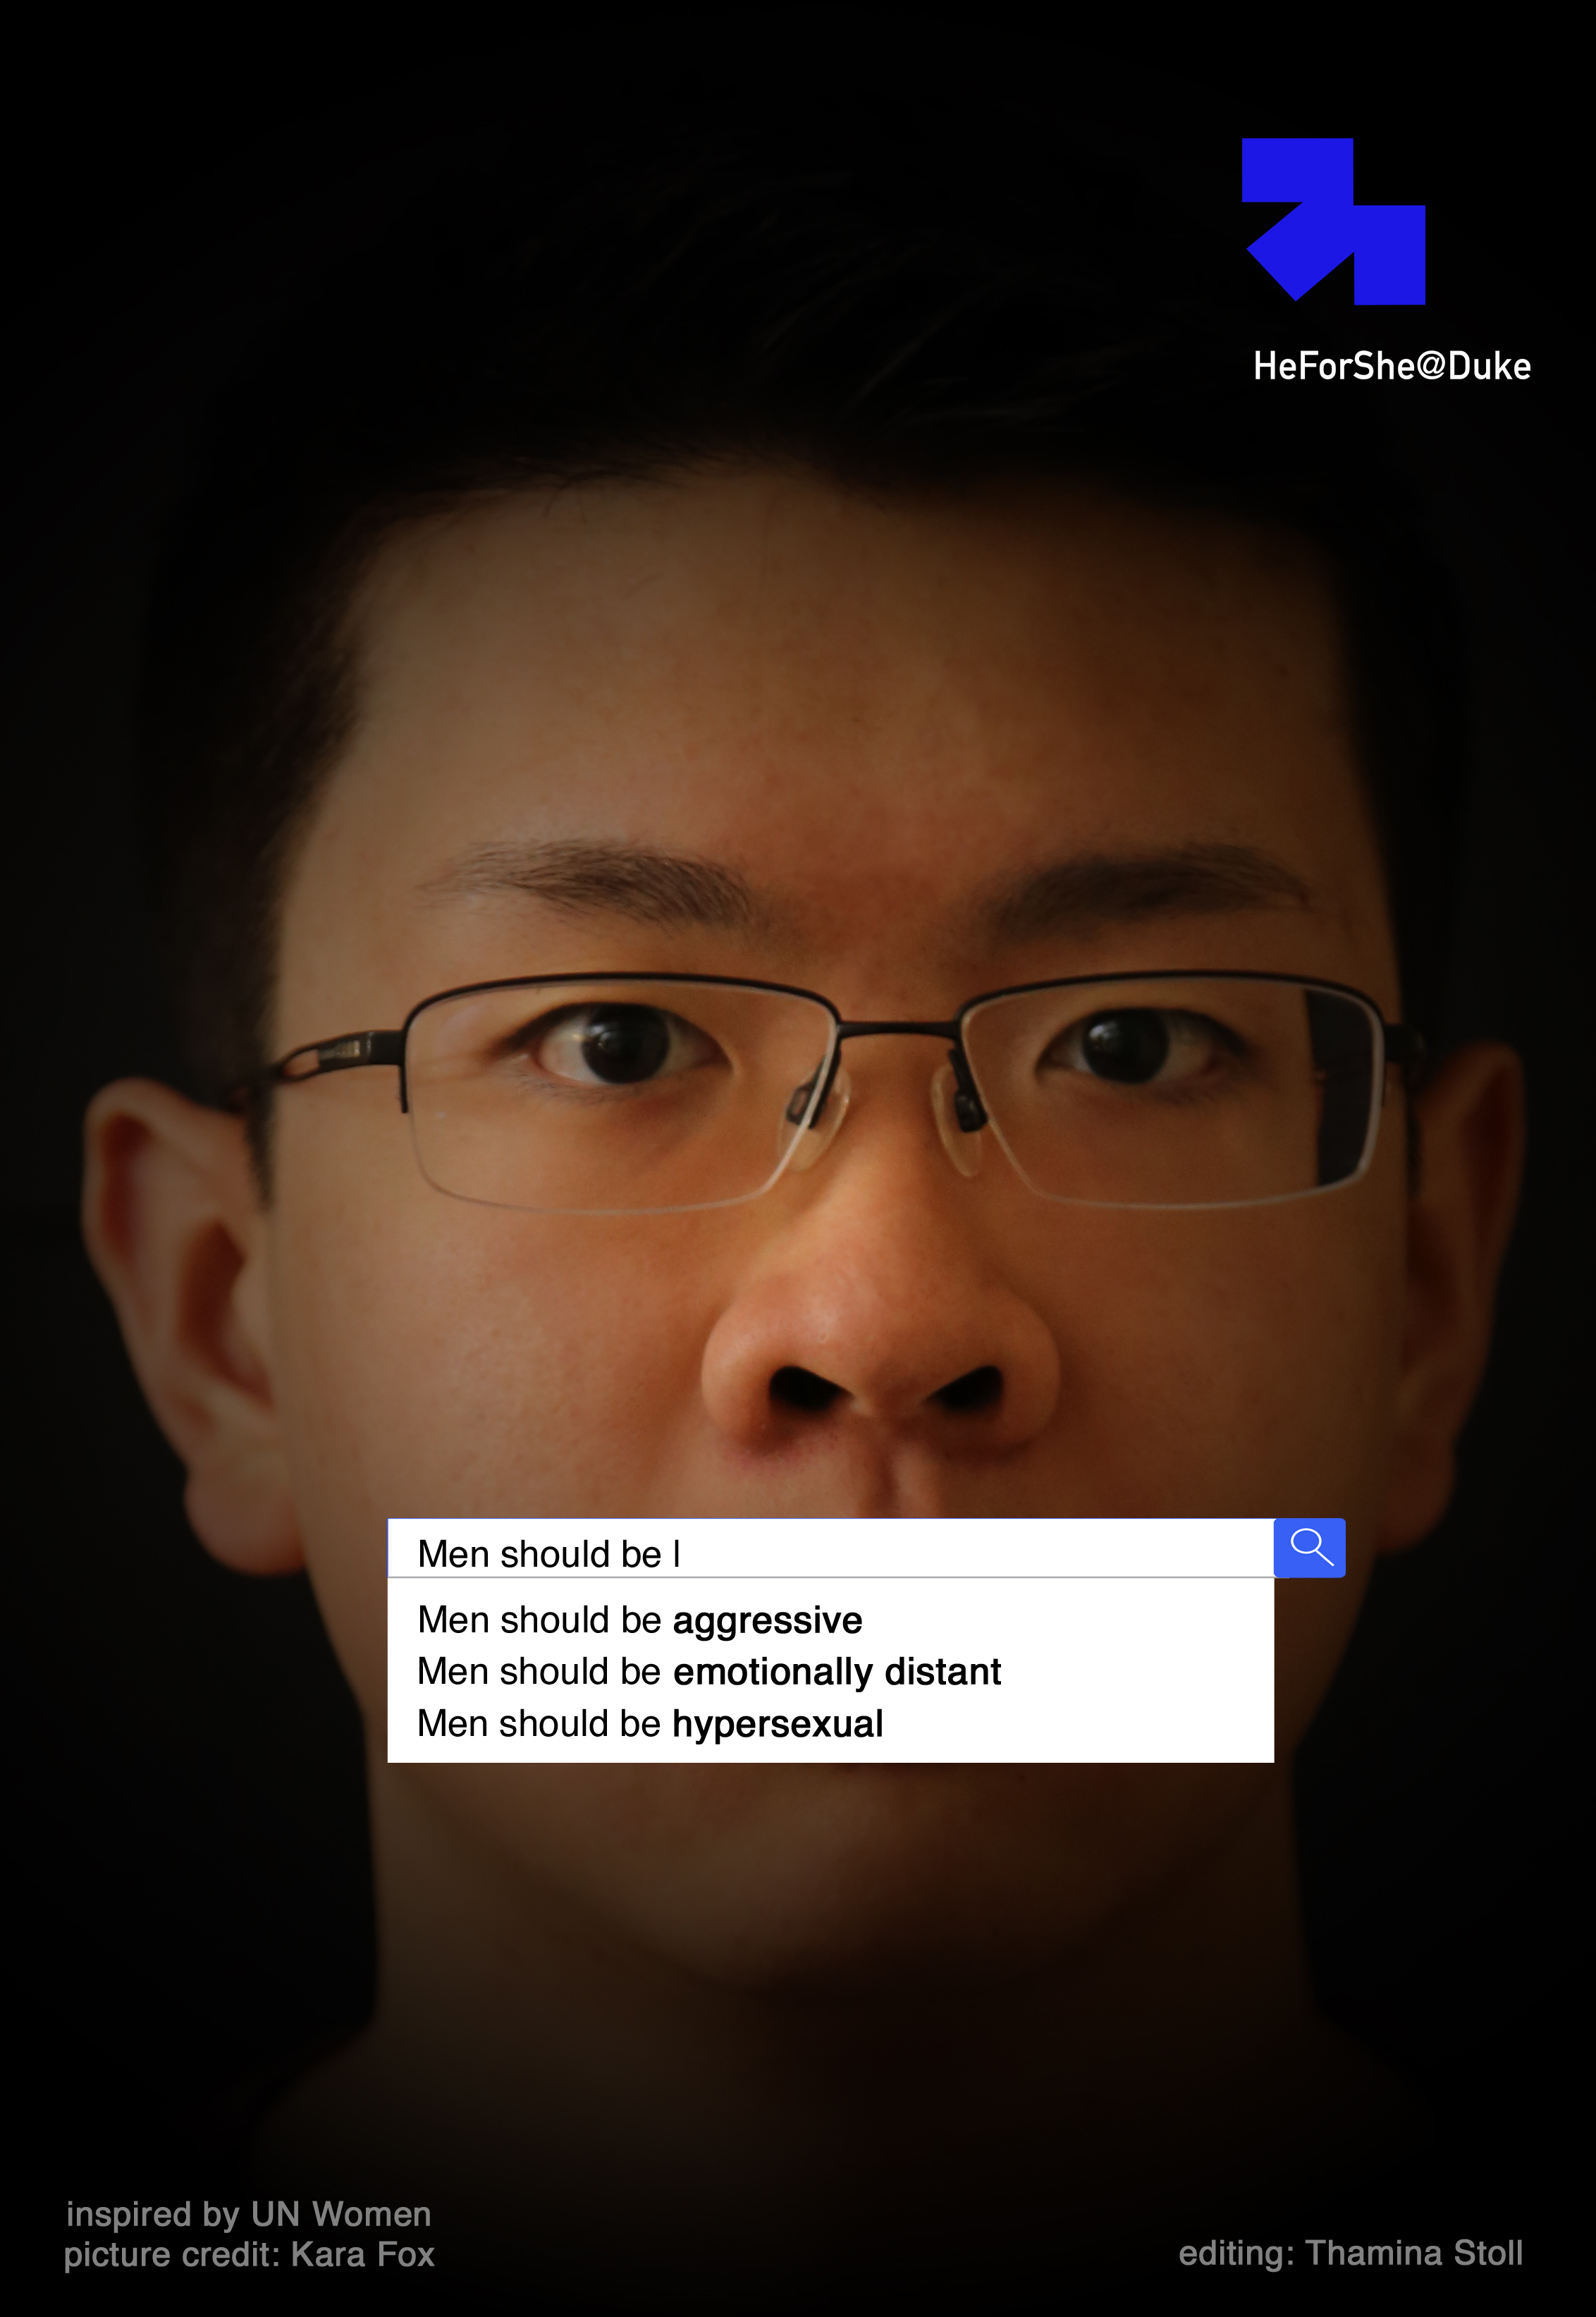 HeForShe@Duke
Men should be l
Men should be aggressive
Men should be emotionally distant
Men should be hypersexual
inspired by UN Women
picture credit: Kara Fox
editing: Thamina Stoll